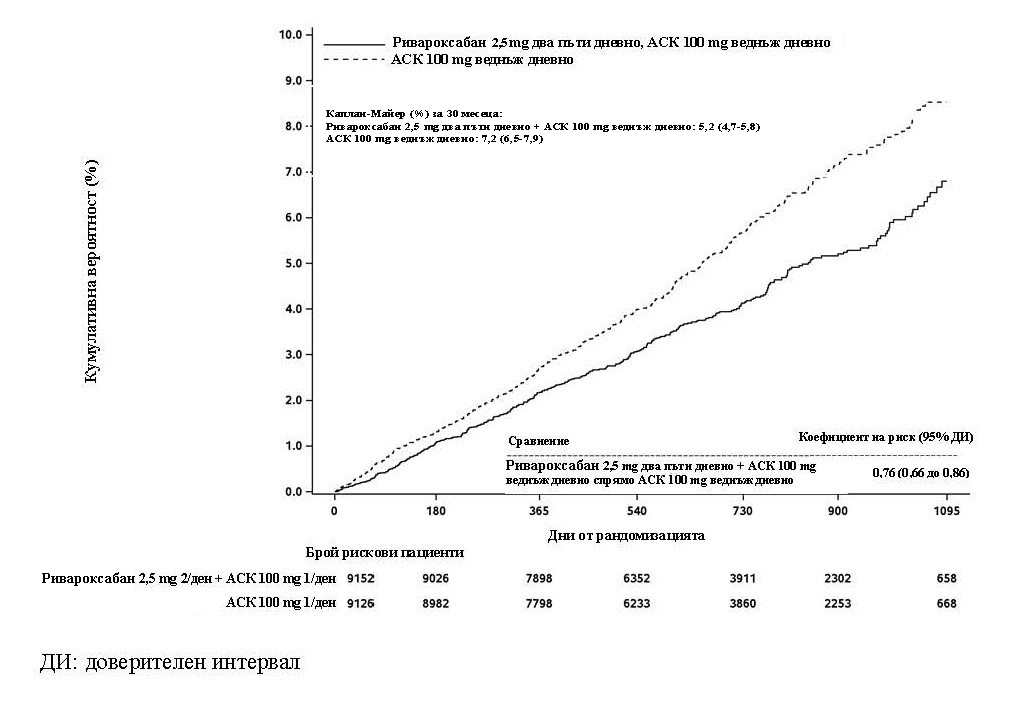 10.0
Ривароксабан 2,5mg два пъти дневно, АСК 100 mg веднъж дневно
АСК 100 mg веднъж дневно
9.0
Каплан-Майер (%) за 30 месеца:
Ривароксабан 2,5 mg два пъти дневно + АСК 100 mg веднъж дневно: 5,2 (4,7-5,8)
АСК 100 mg веднъж дневно: 7,2 (6,5-7,9)
8.0
7.0
6.0
5.0
4.0
3.0
2.0
1.0
0.0
Кумулативна вероятност (%)
Сравнение
Коефициент на риск (95% ДИ)
Ривароксабан 2,5 mg два пъти дневно + АСК 100 mg
веднъж дневно спрямо АСК 100 mg веднъж дневно
0,76 (0,66 до 0,86)
0 180 365 540 730 900 1095
Дни от рандомизацията
Брой рискови пациенти
Ривароксабан 2,5 mg 2/ден + АСК 100 mg 1/ден 9152 9026 7898 6352 3911 2302 658
АСК 100 mg 1/ден 9126 8982 7798 6233 3860 2253 668
ДИ: доверителен интервал